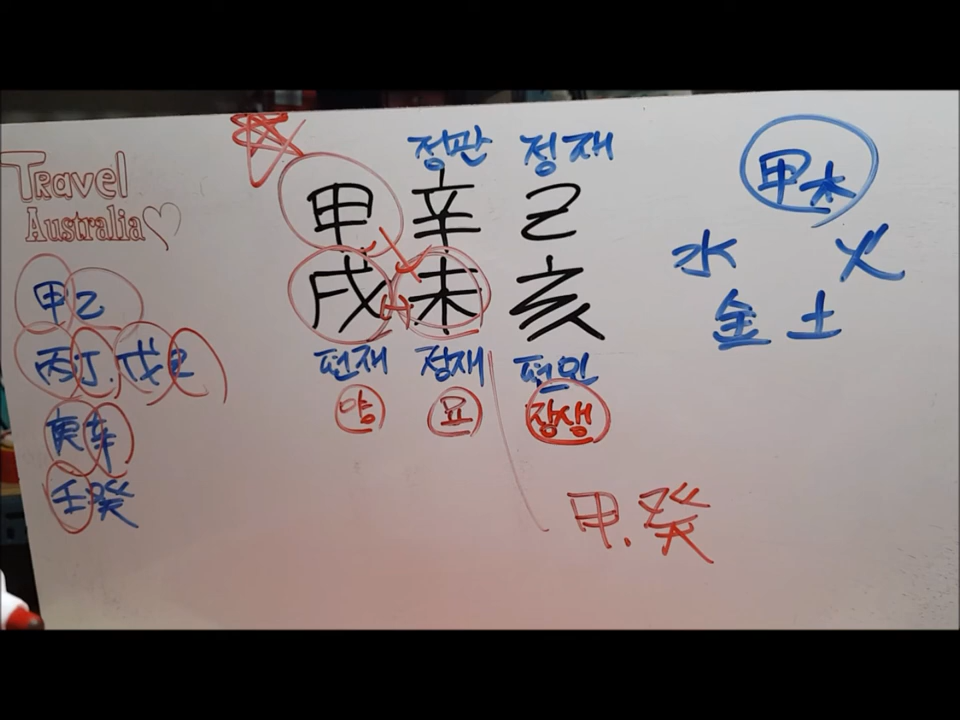 Travel
Australia
정관 정재
甲 辛 己
戌 未 亥
편재 정재 편인
양 묘 장생
甲.癸
甲木
水 火
金 土
甲乙
丙丁.戊己
庚辛
壬癸